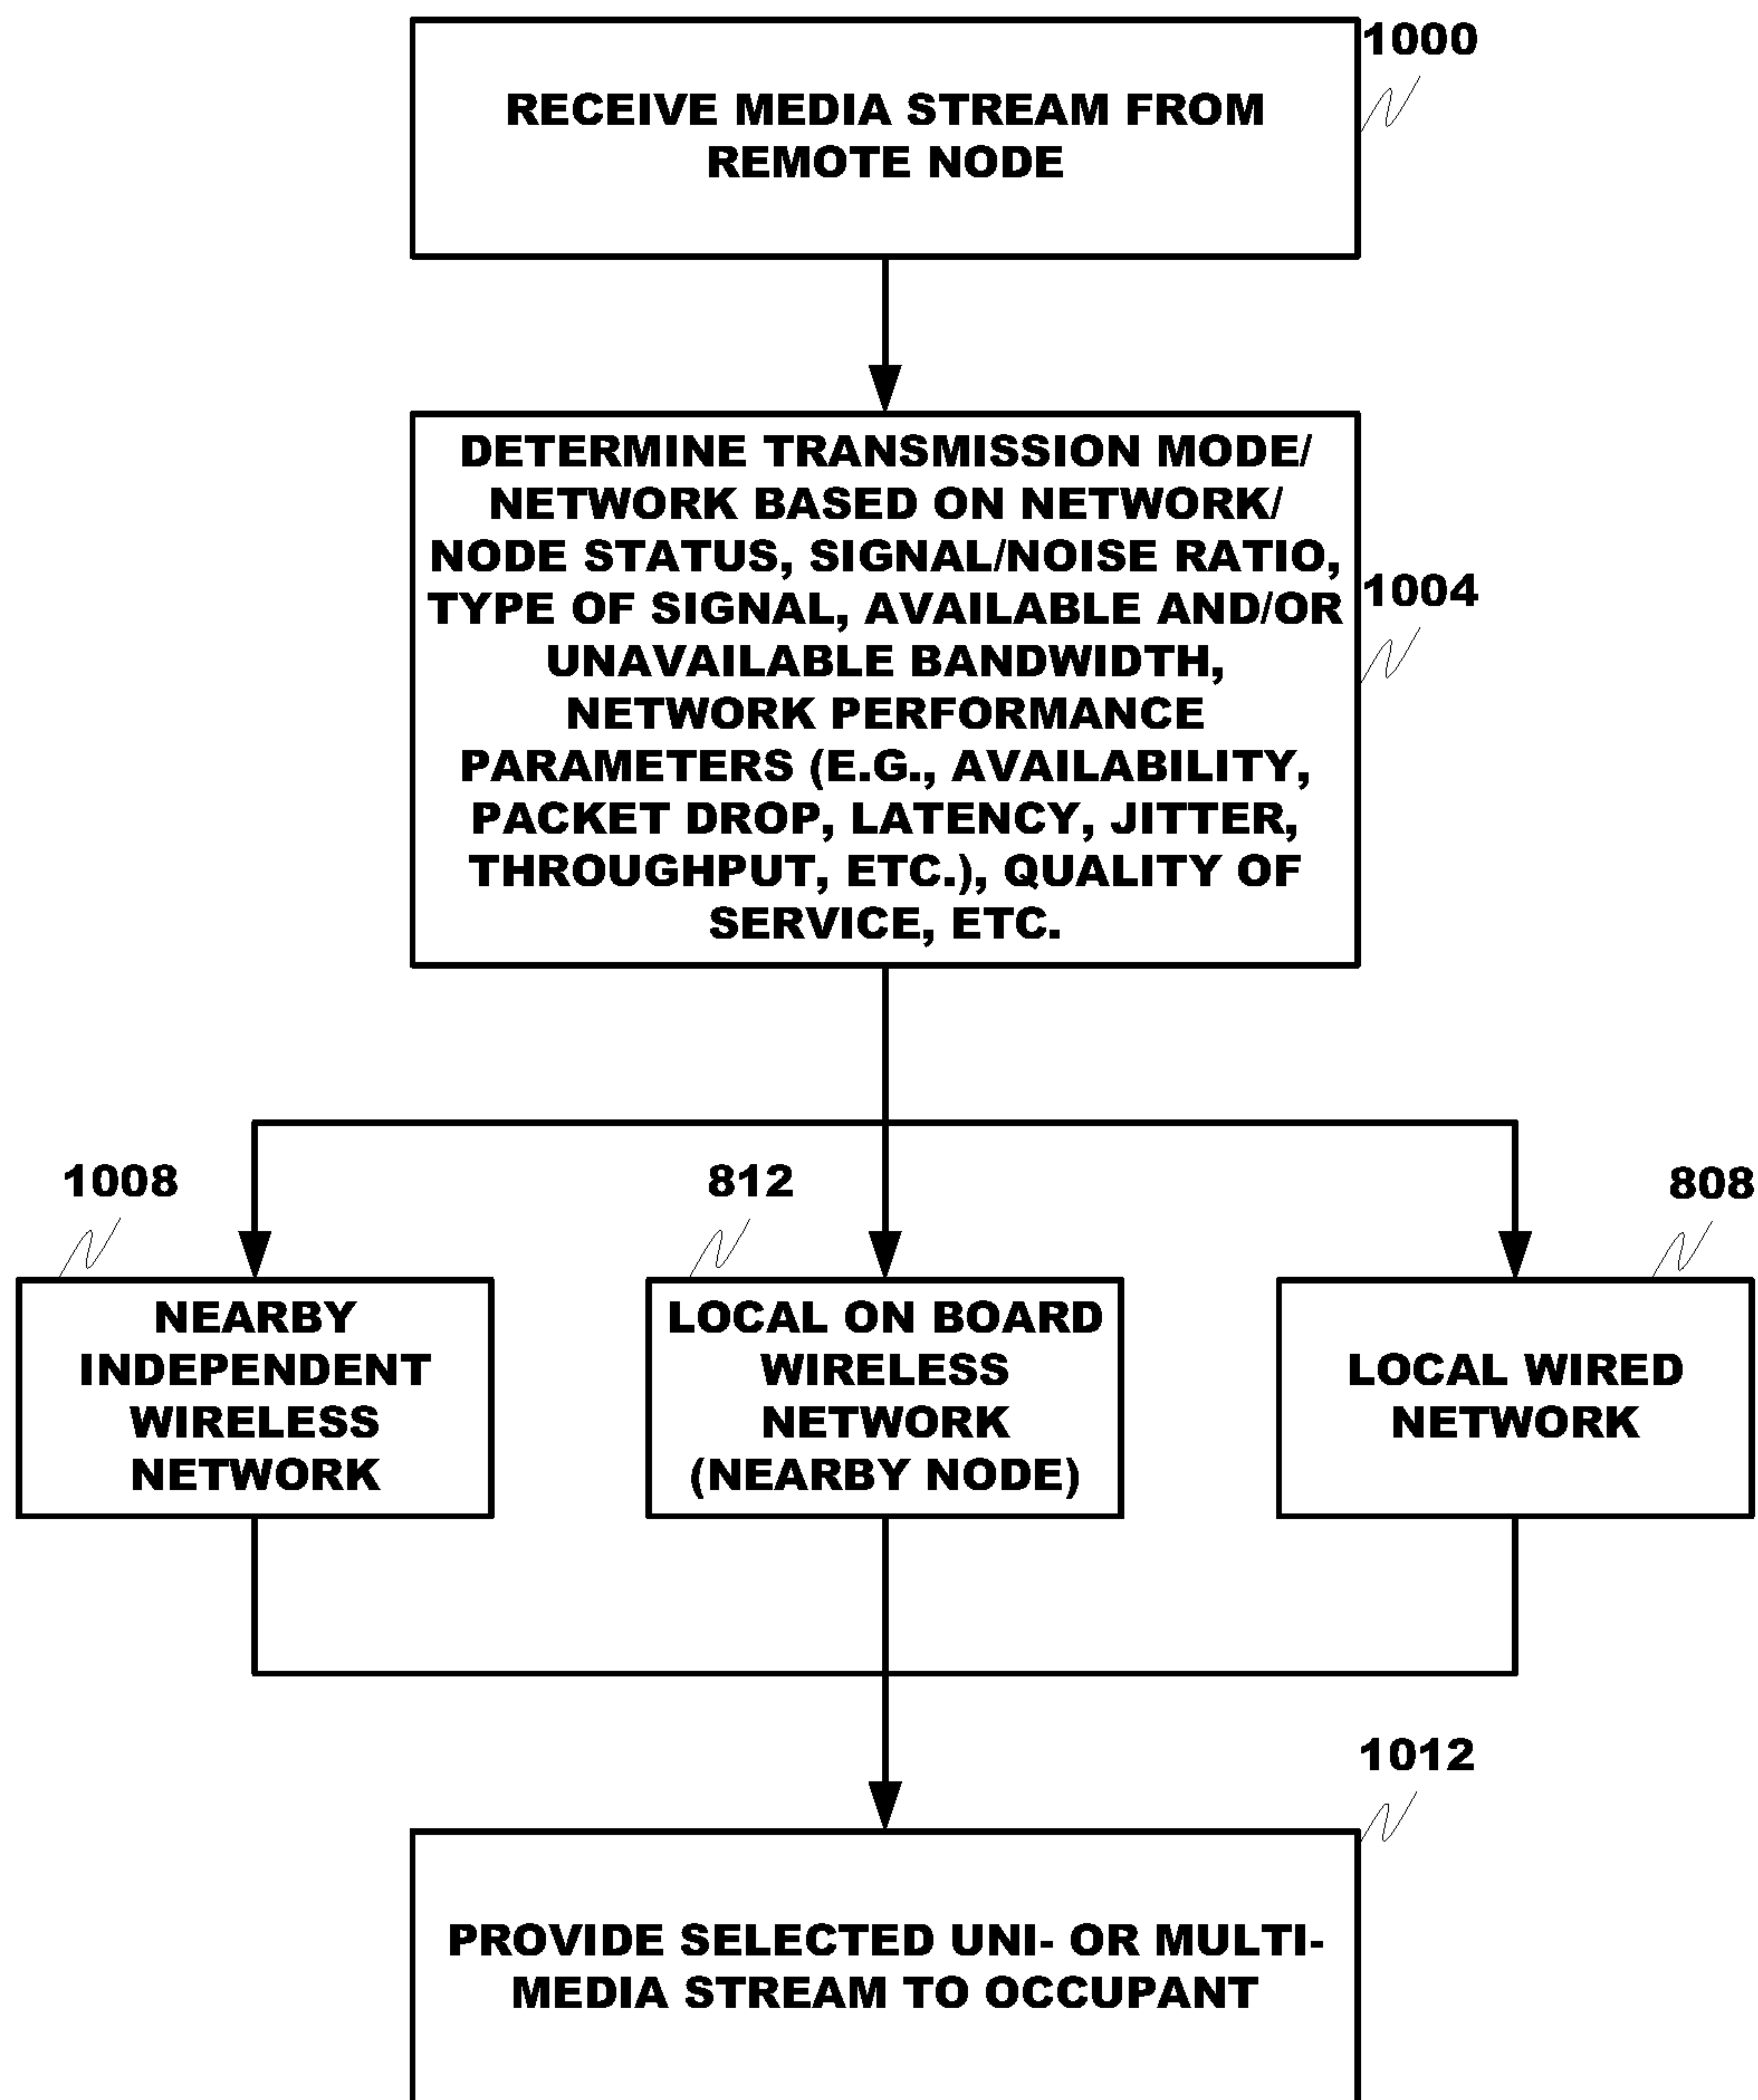 1000
RECEIVE MEDIA STREAM FROM
REMOTE NODE
DETERMINE TRANSMISSION MODE/
NETWORK BASED ON NETWORK/
NODE STATUS, SIGNAL/NOISE RATIO,
TYPE OF SIGNAL, AVAILABLE AND/OR
UNAVAILABLE BANDWIDTH,
NETWORK PERFORMANCE
PARAMETERS (E.G., AVAILABILITY,
PACKET DROP, LATENCY, JITTER,
THROUGHPUT, ETC.), QUALITY OF
SERVICE, ETC.
1004
1008
NEARBY
INDEPENDENT
WIRELESS
NETWORK
812
LOCAL ON BOARD
WIRELESS
NETWORK
(NEARBY NODE)
808
LOCAL WIRED
NETWORK
1012
PROVIDE SELECTED UNI- OR MULTI-
MEDIA STREAM TO OCCUPANT